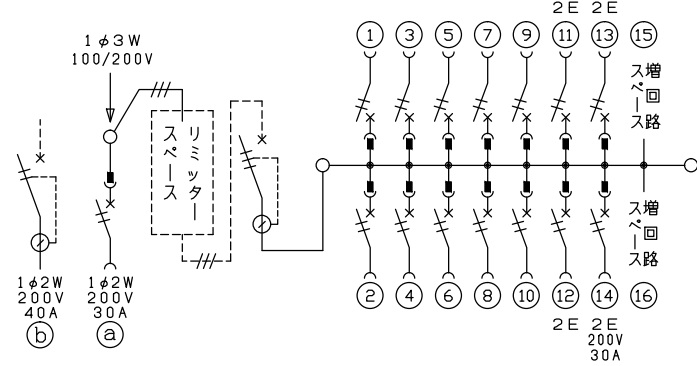 2E 2E
1 3 5 7 9 11 13 15
1φ3W
100/200V
増回路
スペース
リミッター
スペース
増回路
スペース
1φ2W
200V
40A
b
1φ2W
200V
30A
a
2 4 6 8 10 12 14 16
2E 2E
200V
30A